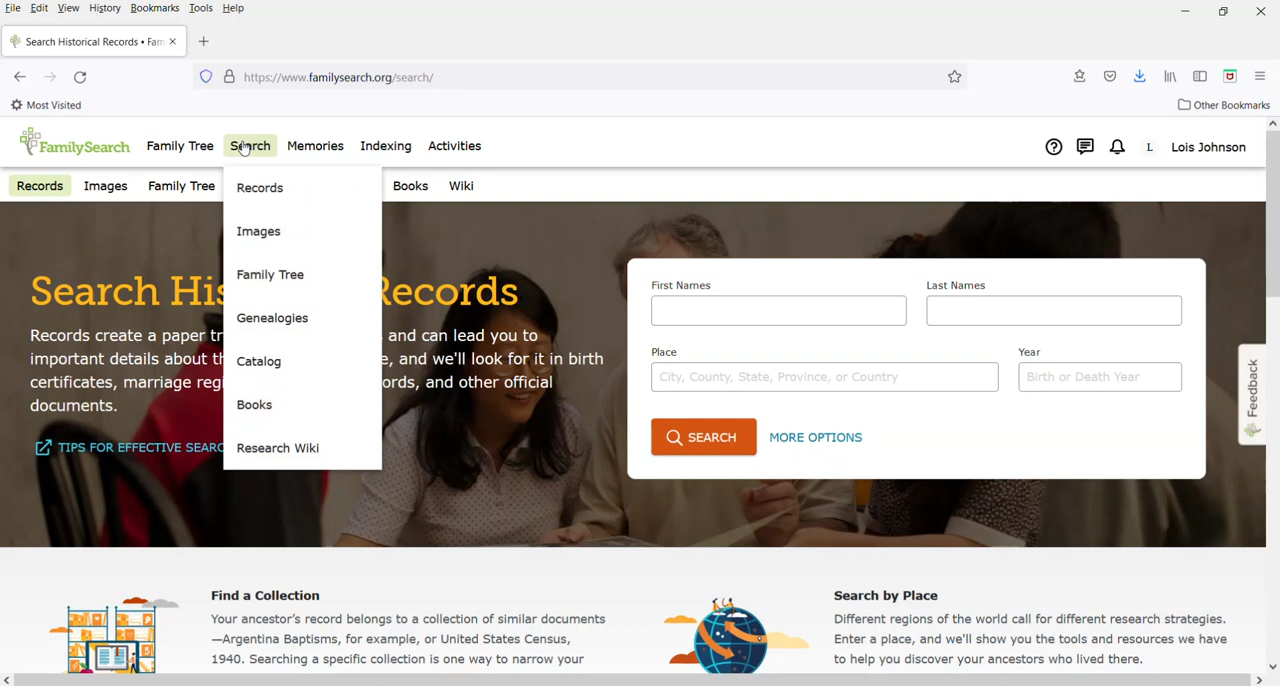 File Edit View History Bookmarks Tools Help
Search Historical Records • Fam
https://www.familysearch.org/search/
Most Visited Other Bookmarks
FamilySearch Family Tree Search Memories Indexing Activities L Lois Johnson
Records Images Family Tree Books Wiki
Records
Images
Family Tree
Genealogies
Catalog
Books
Research Wiki
Search His Records
Records create a paper tr and can lead you to
important details about th e, and we'll look for it in birth
certificates, marriage regi ords, and other official
documents.
TIPS FOR EFFECTIVE SEARC
First Names Last Names
Place Year
City, County, State, Province, or Country Birth or Death Year
SEARCH MORE OPTIONS
Feedback
Find a Collection
Your ancestor's record belongs to a collection of similar documents
—Argentina Baptisms, for example, or United States Census,
1940. Searching a specific collection is one way to narrow your
Search by Place
Different regions of the world call for different research strategies.
Enter a place, and we'll show you the tools and resources we have
to help you discover your ancestors who lived there.